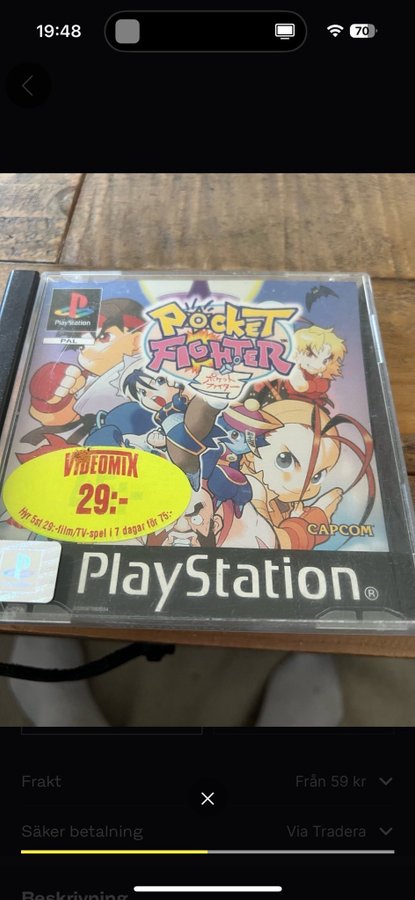 19:48
70
PlayStation
PAL
POCKET
FIGHTER
ポケット
ファイター
VIDEOMIX
29:-
Hyr 5st 29:-film/TV-spel i 7 dagar för 75:-
CAPCOM
PlayStation®
Frakt
Från 59 kr
Säker betalning
Via Tradera
Beskrivning